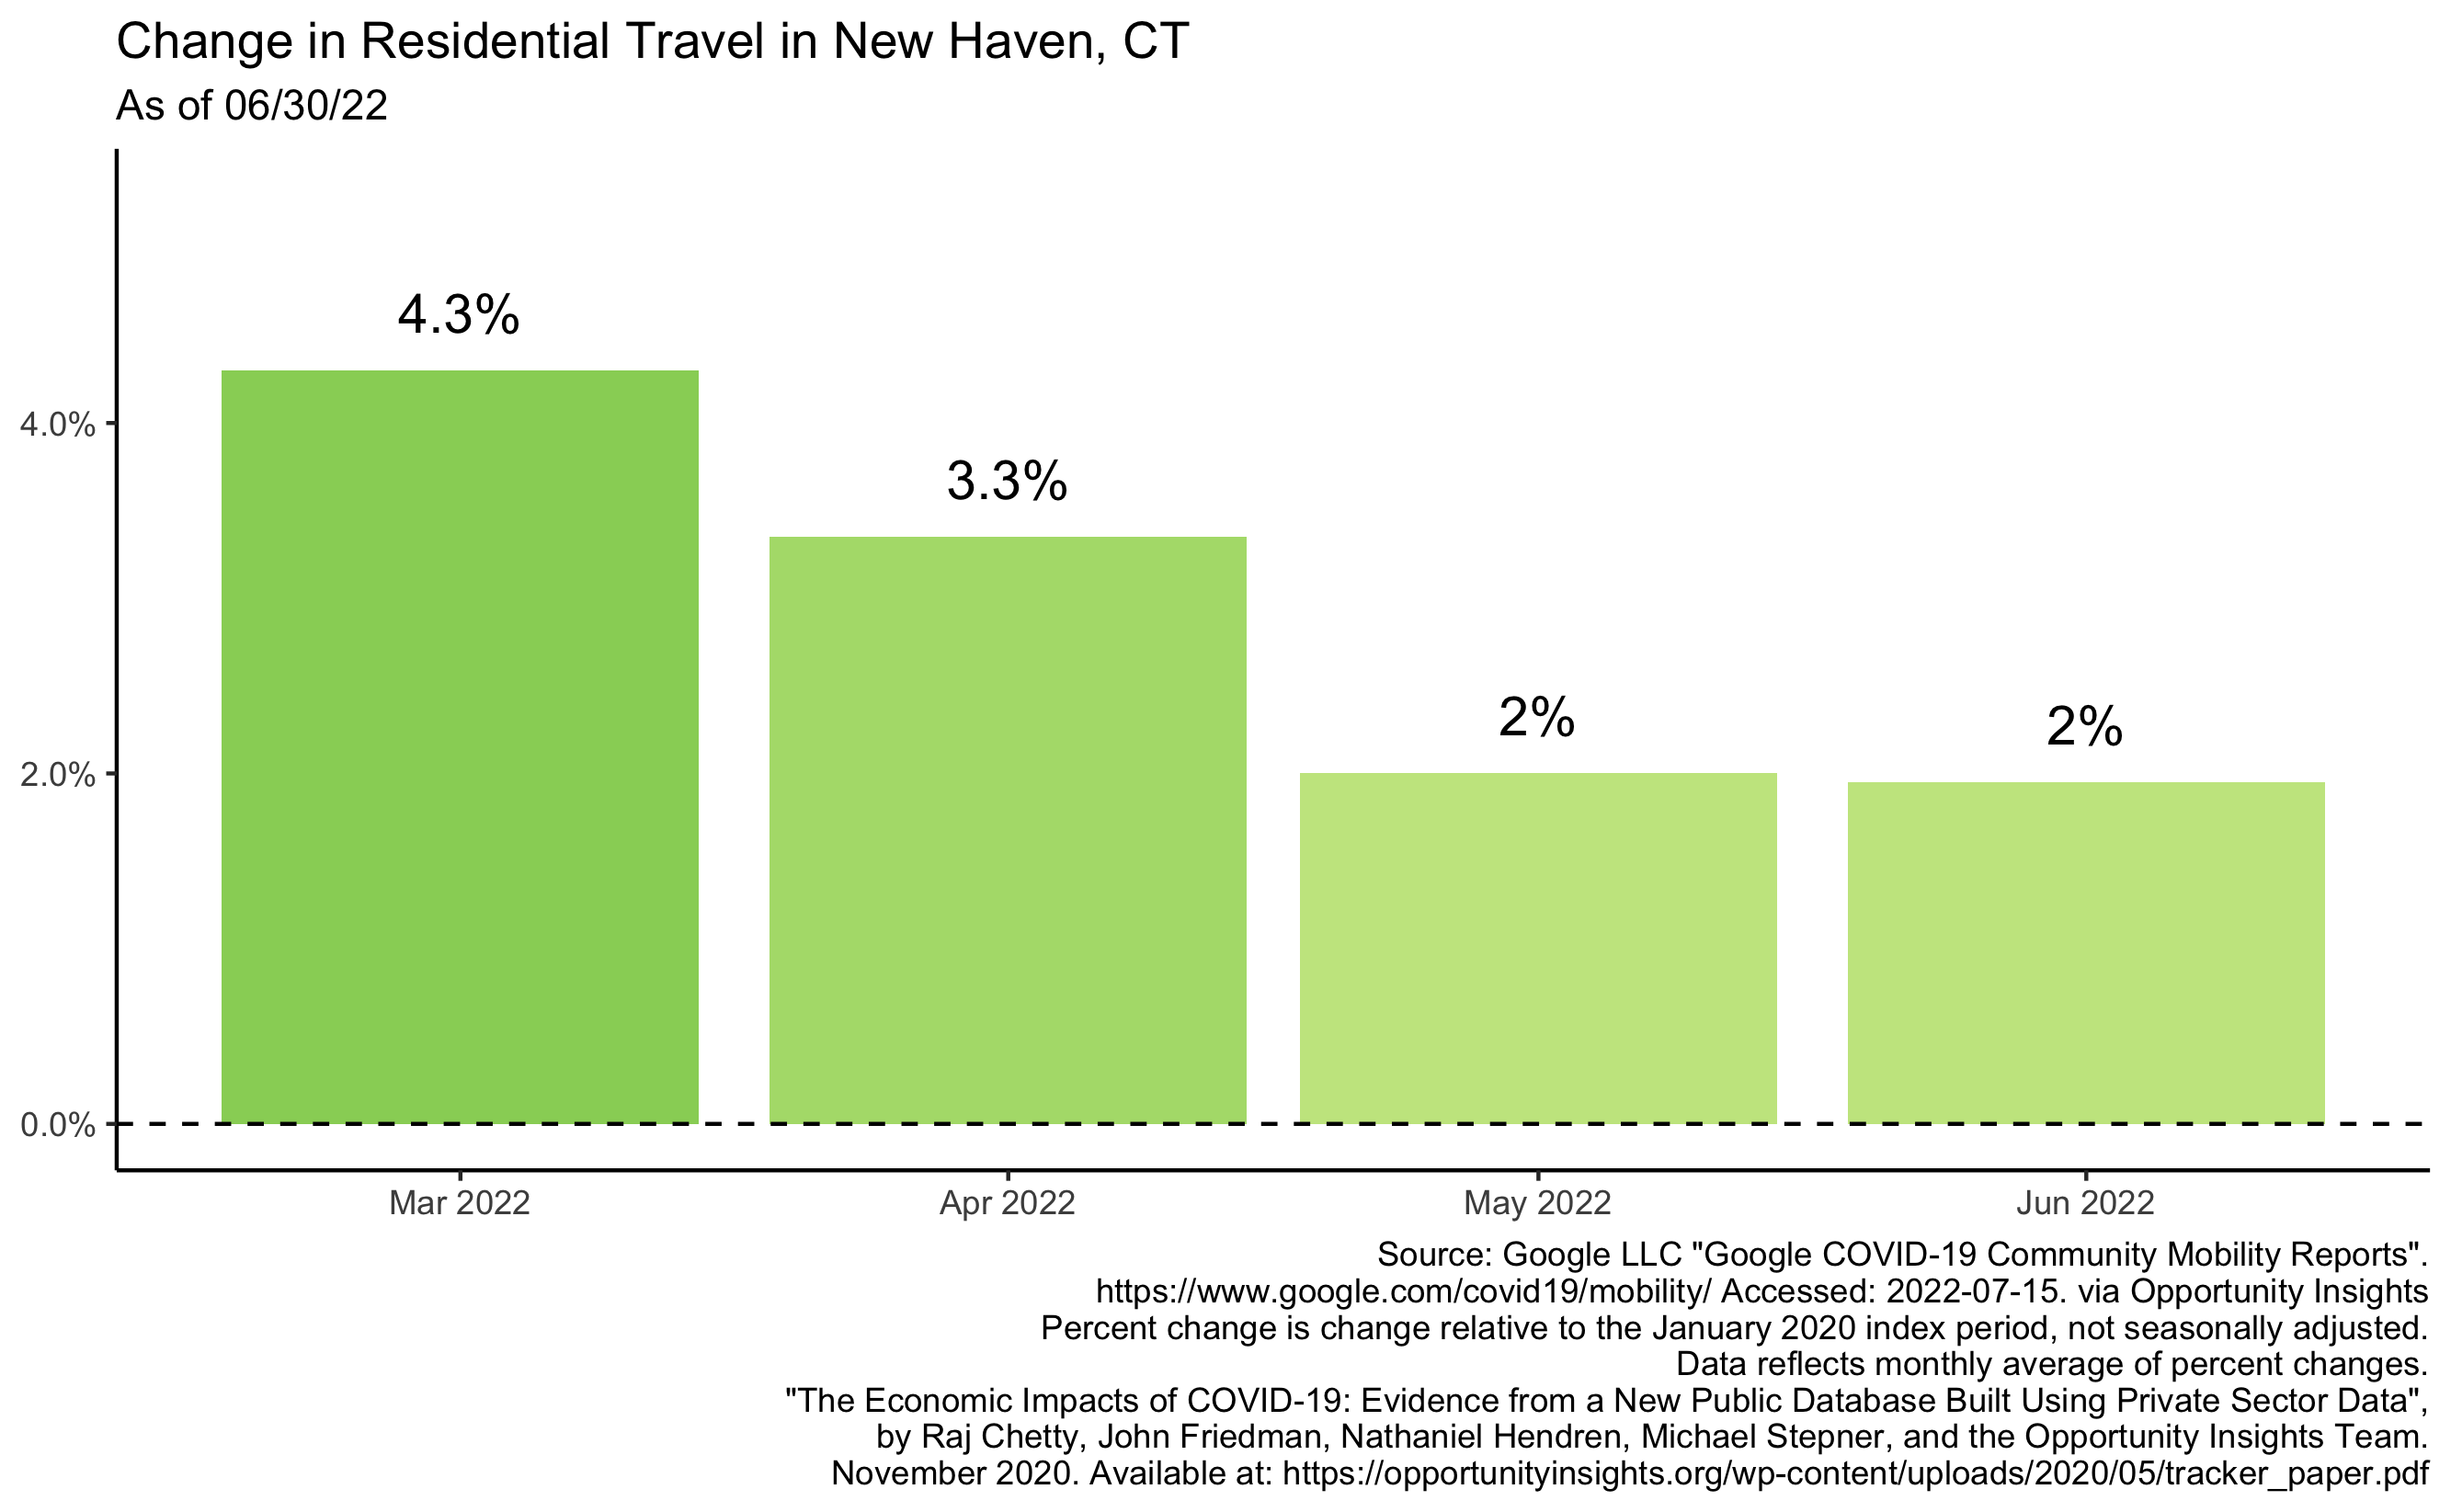 Change in Residential Travel in New Haven, CT
As of 06/30/22
4.3%
3.3%
2%
2%
4.0%
2.0%
0.0%
Mar 2022
Apr 2022
May 2022
Jun 2022
Source: Google LLC "Google COVID-19 Community Mobility Reports".
https://www.google.com/covid19/mobility/ Accessed: 2022-07-15. via Opportunity Insights
Percent change is change relative to the January 2020 index period, not seasonally adjusted.
Data reflects monthly average of percent changes.
"The Economic Impacts of COVID-19: Evidence from a New Public Database Built Using Private Sector Data",
by Raj Chetty, John Friedman, Nathaniel Hendren, Michael Stepner, and the Opportunity Insights Team.
November 2020. Available at: https://opportunityinsights.org/wp-content/uploads/2020/05/tracker_paper.pdf